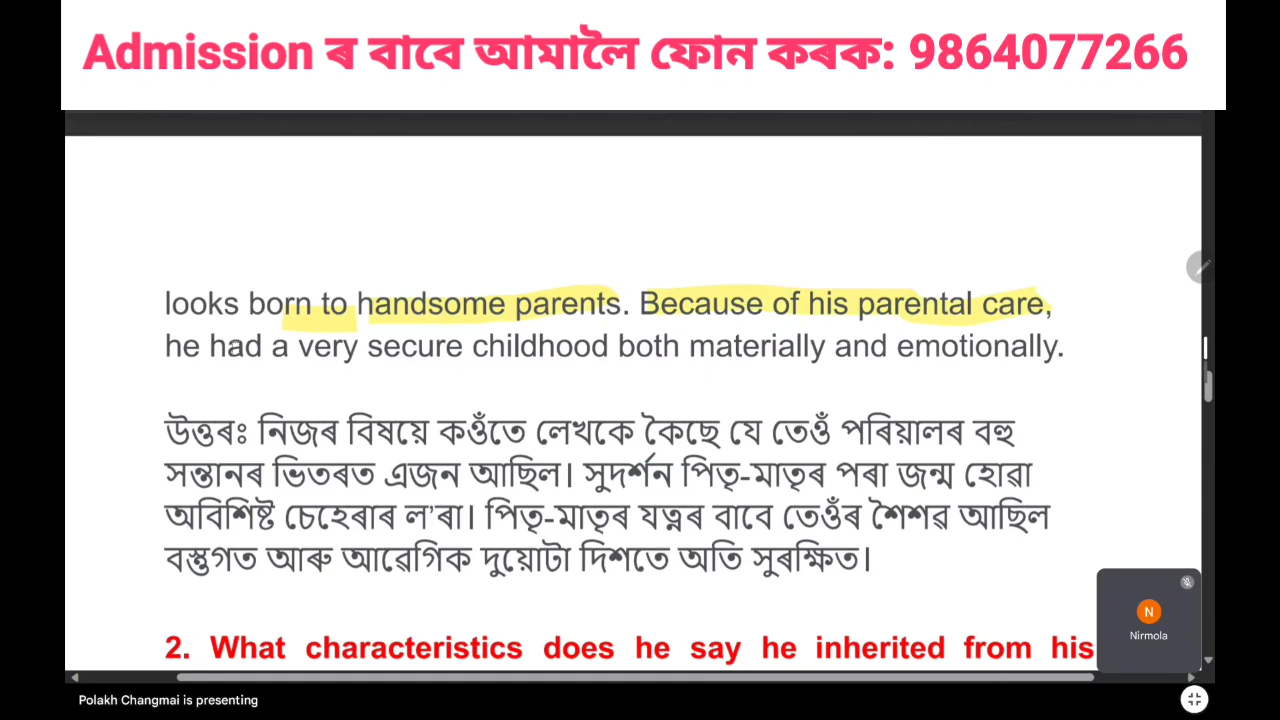 Admission ৰ বাবে আমালৈ ফোন কৰক: 9864077266
looks born to handsome parents. Because of his parental care,
he had a very secure childhood both materially and emotionally.
উত্তৰঃ নিজৰ বিষয়ে কওঁতে লেখকে কৈছে যে তেওঁ পৰিয়ালৰ বহু
সন্তানৰ ভিতৰত এজন আছিল। সুদৰ্শন পিতৃ-মাতৃৰ পৰা জন্ম হোৱা
অবিশিষ্ট চেহেৰাৰ ল’ৰা। পিতৃ-মাতৃৰ যত্নৰ বাবে তেওঁৰ শৈশৱ আছিল
বস্তুগত আৰু আৱেগিক দুয়োটা দিশতে অতি সুৰক্ষিত।
2. What characteristics does he say he inherited from his
N
Nirmola
Polakh Changmai is presenting